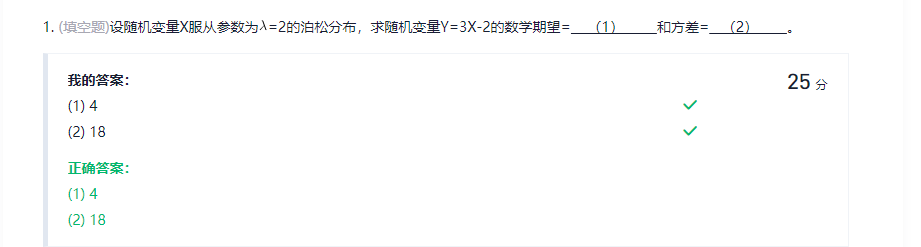 1. (填空题)设随机变量X服从参数为λ=2的泊松分布，求随机变量Y=3X-2的数学期望=___(1)_____和方差=___(2)_____。
我的答案：
25 分
(1) 4
(2) 18
正确答案：
(1) 4
(2) 18